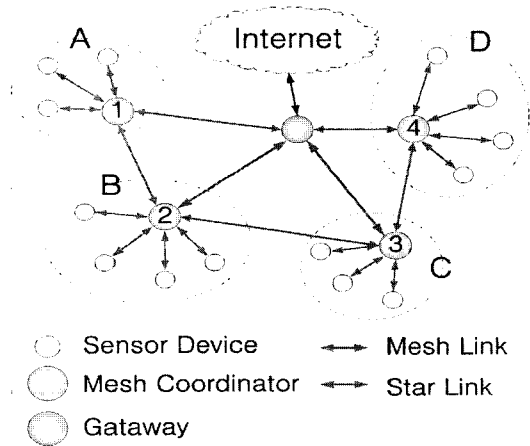 A
Internet
D
1
4
B
2
3
C
Sensor Device
Mesh Link
Mesh Coordinator
Star Link
Gataway